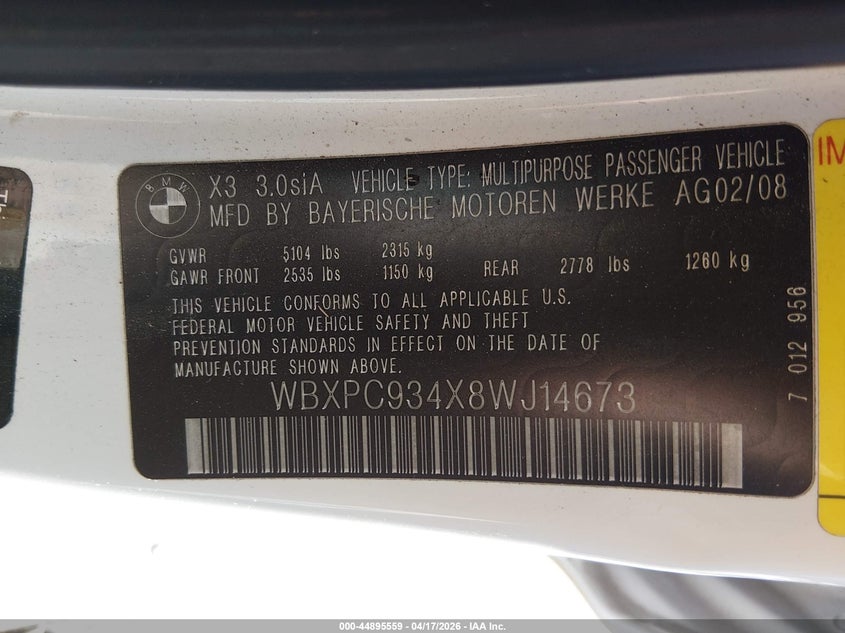 BMW
X3 3.0siA VEHICLE TYPE: MULTIPURPOSE PASSENGER VEHICLE
MFD BY BAYERISCHE MOTOREN WERKE AG02/08
GVWR 5104 lbs 2315 kg
GAWR FRONT 2535 lbs 1150 kg REAR 2778 lbs 1260 kg
THIS VEHICLE CONFORMS TO ALL APPLICABLE U.S.
FEDERAL MOTOR VEHICLE SAFETY AND THEFT
PREVENTION STANDARDS IN EFFECT ON THE DATE OF
MANUFACTURE SHOWN ABOVE.
WBXPC934X8WJ14673
7 012 956
IM
000-44895559 — 04/17/2026 — IAA Inc.